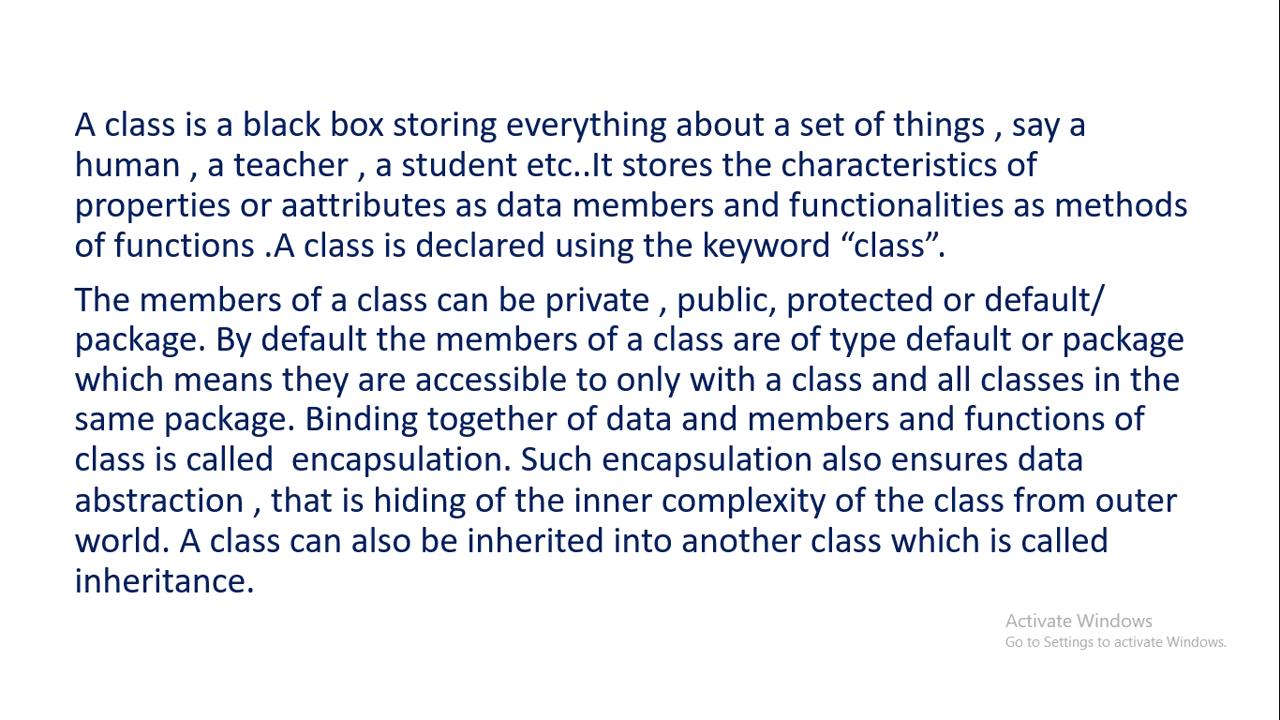 A class is a black box storing everything about a set of things , say a
human , a teacher , a student etc..It stores the characteristics of
properties or aattributes as data members and functionalities as methods
of functions .A class is declared using the keyword “class”.
The members of a class can be private , public, protected or default/
package. By default the members of a class are of type default or package
which means they are accessible to only with a class and all classes in the
same package. Binding together of data and members and functions of
class is called  encapsulation. Such encapsulation also ensures data
abstraction , that is hiding of the inner complexity of the class from outer
world. A class can also be inherited into another class which is called
inheritance.
Activate Windows
Go to Settings to activate Windows.